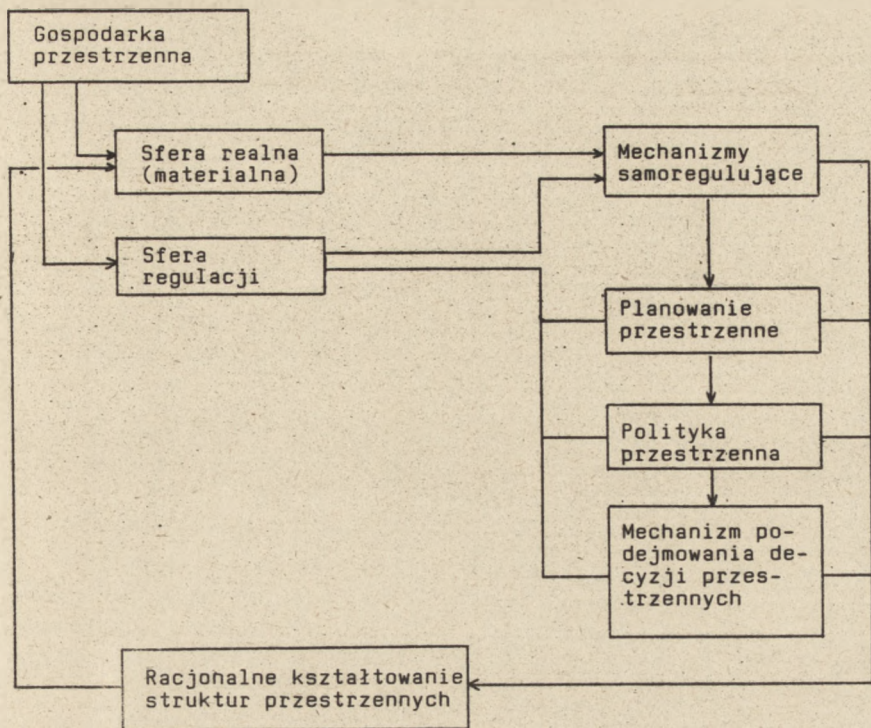 Gospodarka
przestrzenna
Sfera realna
(materialna)
Mechanizmy
samoregulujące
Sfera
regulacji
Planowanie
przestrzenne
Polityka
przestrzenna
Mechanizm po-
dejmowania de-
cyzji przes-
trzennych
Racjonalne kształtowanie
struktur przestrzennych